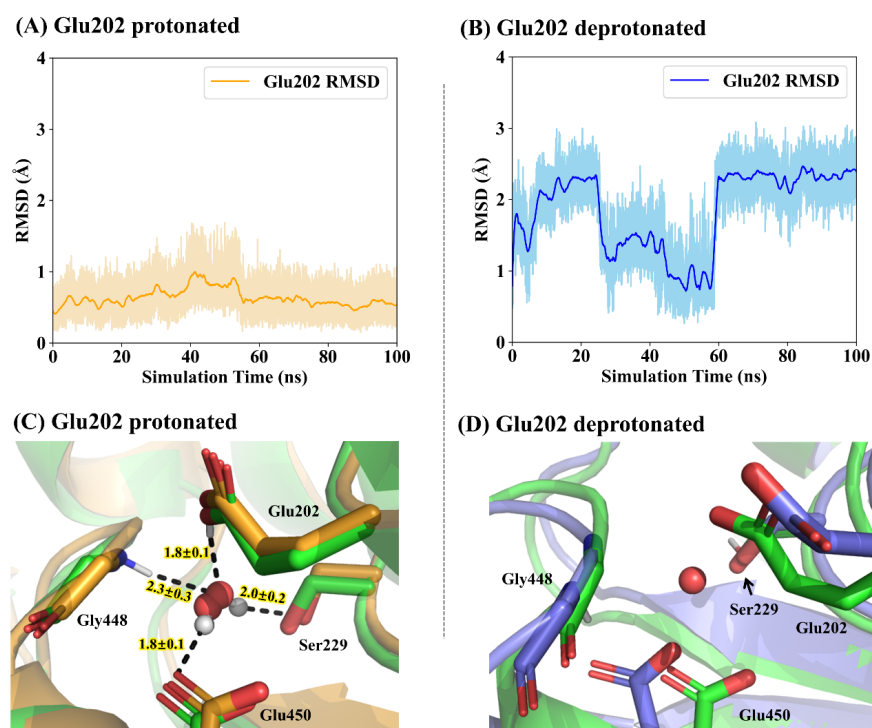 (A) Glu202 protonated
4
3
2
1
0
RMSD (Å)
Glu202 RMSD
0 20 40 60 80 100
Simulation Time (ns)
(B) Glu202 deprotonated
4
3
2
1
0
RMSD (Å)
Glu202 RMSD
0 20 40 60 80 100
Simulation Time (ns)
(C) Glu202 protonated
Glu202
1.8±0.1
2.3±0.3
2.0±0.2
Gly448
Ser229
1.8±0.1
Glu450
(D) Glu202 deprotonated
Gly448
Ser229
Glu202
Glu450